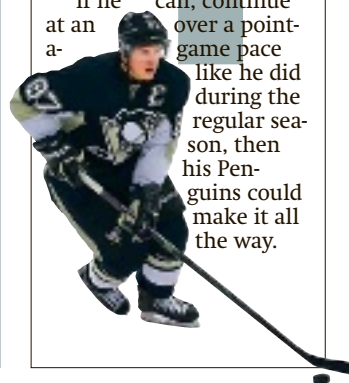 if he can, continue
at an over a point-
a- game pace
like he did
during the
regular sea-
son, then
his Pen-
guins could
make it all
the way.
87
C